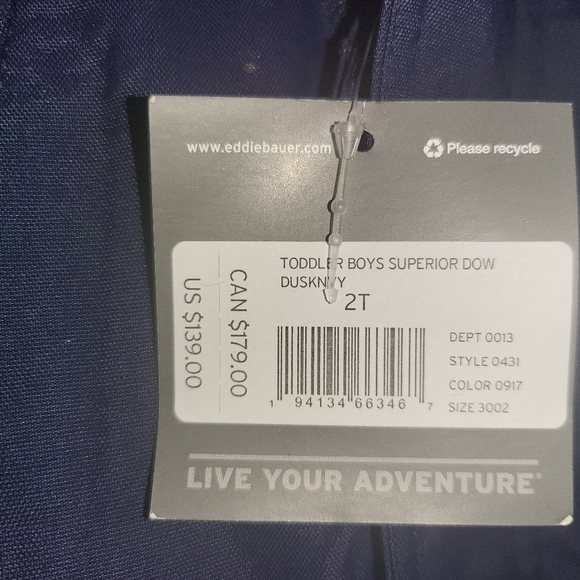 www.eddiebauer.com
Please recycle
TODDLER BOYS SUPERIOR DOW
DUSKNVY
2T
CAN $179.00
US $139.00
DEPT 0013
STYLE 0431
COLOR 0917
SIZE 3002
1 94134 66346 7
LIVE YOUR ADVENTURE®